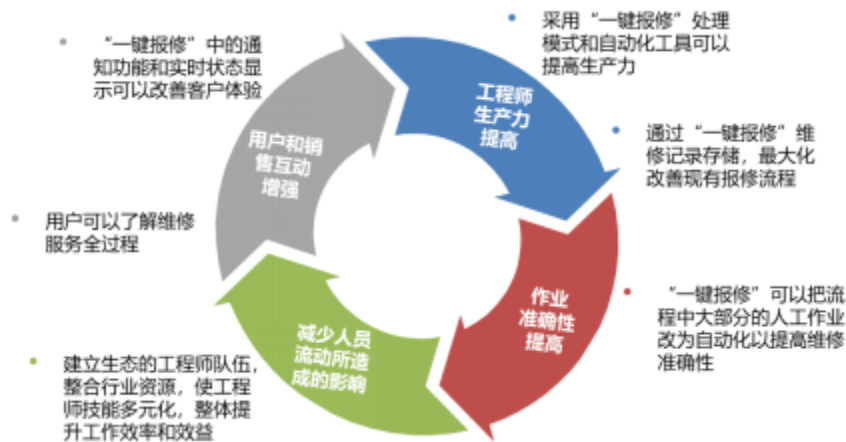 “一键报修”中的通
知功能和实时状态显
示可以改善客户体验
用户可以了解维修
服务全过程
建立生态的工程师队伍，
整合行业资源，使工程
师技能多元化，整体提
升工作效率和效益
用户和销
售互动
增强
工程师
生产力
提高
作业
准确性
提高
减少人员
流动所造
成的影响
采用“一键报修”处理
模式和自动化工具可以
提高生产力
通过“一键报修”维
修记录存储，最大化
改善现有报修流程
“一键报修”可以把流
程中大部分的人工作业
改为自动化以提高维修
准确性